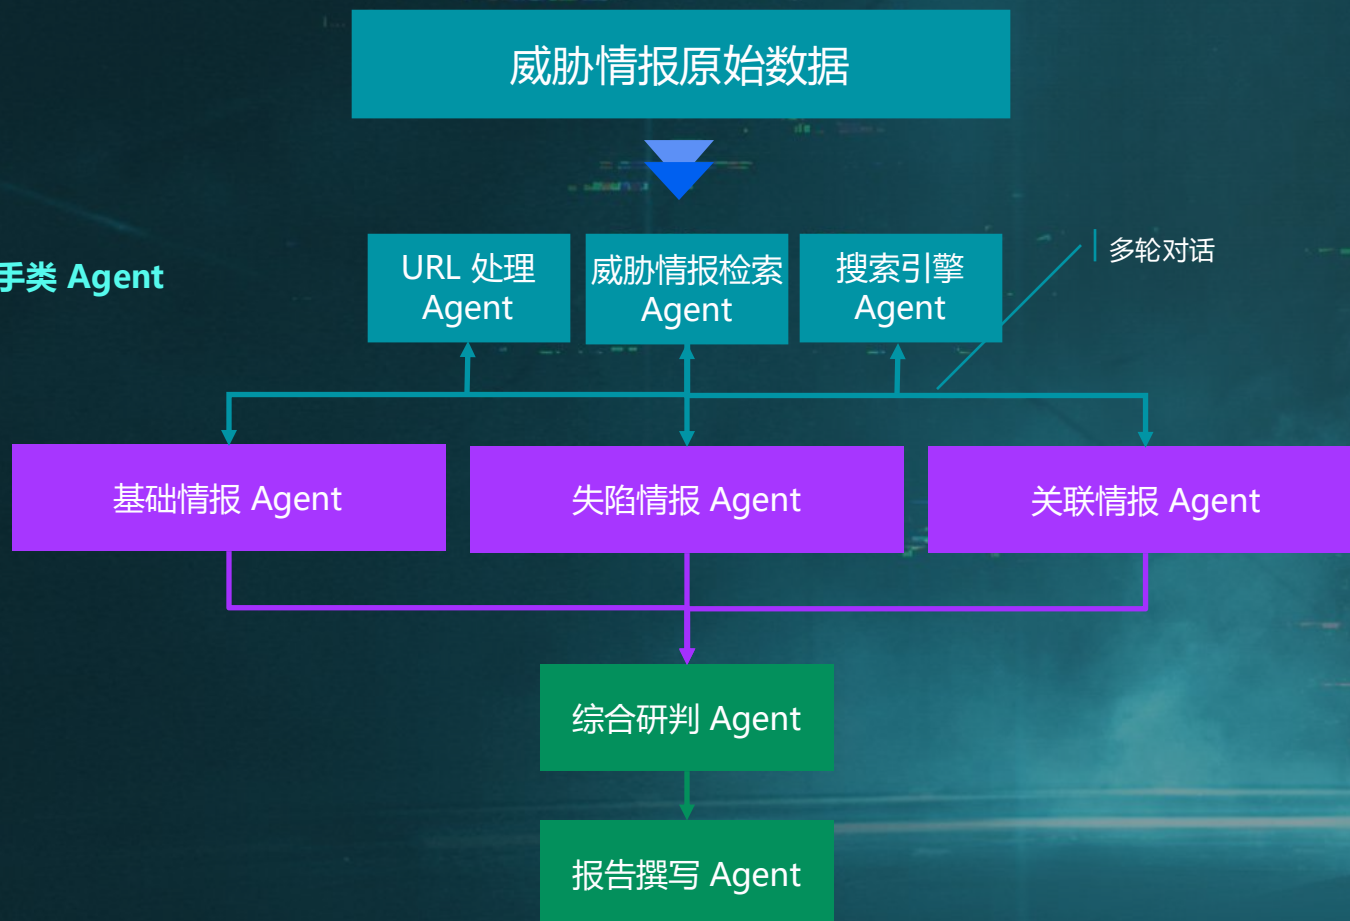 威胁情报原始数据
手类 Agent
URL 处理
Agent
威胁情报检索
Agent
搜索引擎
Agent
多轮对话
基础情报 Agent
失陷情报 Agent
关联情报 Agent
综合研判 Agent
报告撰写 Agent